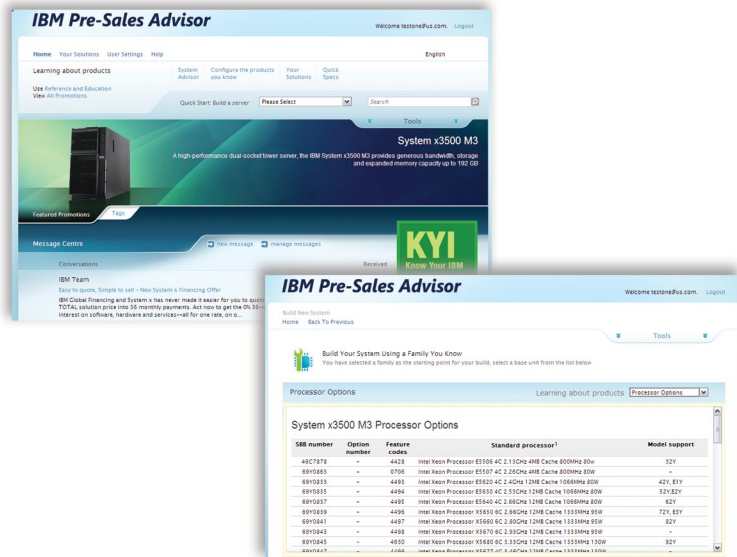 IBM Pre-Sales Advisor
Welcome testone@us.com. Logout
Home Your Solutions User Settings Help
English
Learning about products
System Advisor
Configure the products you know
Your Solutions
Quick Specs
Use Reference and Education
View All Promotions
Quick Start: Build a server Please Select Search
Tools
System x3500 M3
A high-performance dual-socket tower server, the IBM System x3500 M3 provides generous bandwidth, storage
and expanded memory capacity up to 192 GB
Featured Promotions Tags
Message Centre new message manage messages
KYI
Know Your IBM
Conversations Received
IBM Team
Easy to quote, Simple to sell - New System x Financing Offer
IBM Global Financing and System x has never made it easier for you to quot
TOTAL solution price into 36 monthly payments. Act now to get the 0% 36-
interest on software, hardware and services--all for one rate, on o...
IBM Pre-Sales Advisor
Welcome testone@us.com. Logout
Build New System
Home Back To Previous
Tools
Build Your System Using a Family You Know
You have selected a family as the starting point for your build, select a base unit from the list below
Processor Options Learning about products Processor Options
System x3500 M3 Processor Options
SBB number Option number Feature codes Standard processor1 Model support
46C7878 - 4428 Intel Xeon Processor E5506 4C 2.13GHz 4MB Cache 800MHz 80w 32Y
69Y0863 - 0706 Intel Xeon Processor E5507 4C 2.26GHz 4MB Cache 800MHz 80W -
69Y0833 - 4493 Intel Xeon Processor E5620 4C 2.4GHz 12MB Cache 1066MHz 80W 42Y, E1Y
69Y0835 - 4494 Intel Xeon Processor E5630 4C 2.53GHz 12MB Cache 1066MHz 80W 52Y,E2Y
69Y0837 - 4495 Intel Xeon Processor E5640 4C 2.66GHz 12MB Cache 1066MHz 80W 62Y
69Y0839 - 4496 Intel Xeon Processor X5650 6C 2.66GHz 12MB Cache 1333MHz 95W 72Y, E3Y
69Y0841 - 4497 Intel Xeon Processor X5660 6C 2.80GHz 12MB Cache 1333MHz 95W 82Y
69Y0843 - 4498 Intel Xeon Processor X5670 6C 2.93GHz 12MB Cache 1333MHz 95W -
69Y0845 - 4650 Intel Xeon Processor X5680 6C 3.33GHz 12MB Cache 1333MHz 130W 92Y
69Y0847 - 4499 Intel Xeon Processor X5677 4C 3.46GHz 12MB Cache 1333MHz 130W